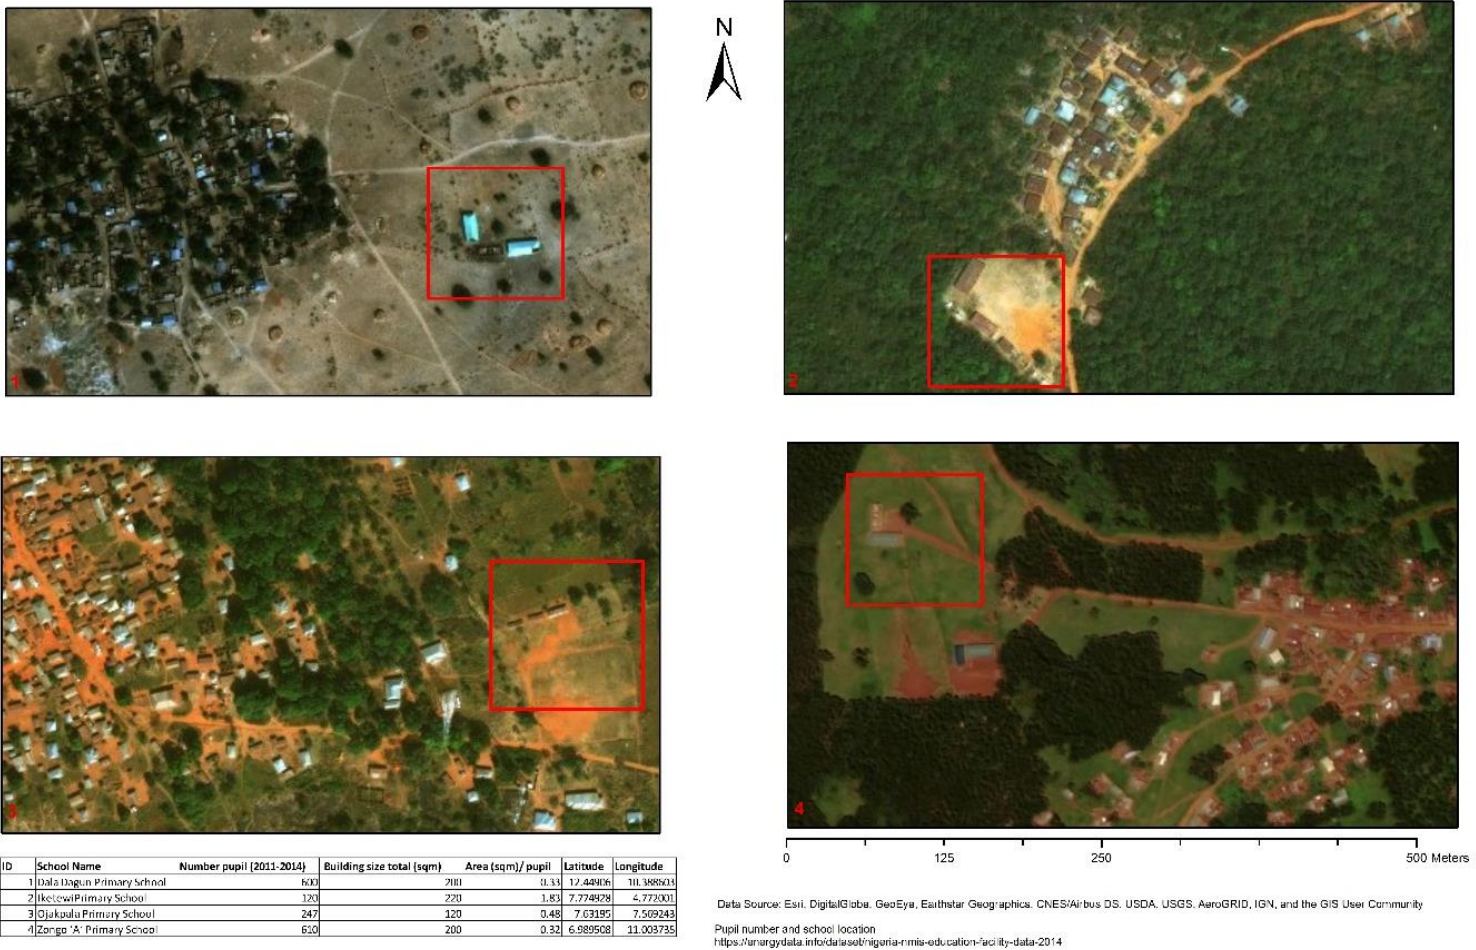 N
1
2
3
4
0 125 250 500 Meters
ID School Name Number pupil (2011-2014) Building size total (sqm) Area (sqm)/ pupil Latitude Longitude
1 Dala Dagun Primary School 600 200 0.33 12.44906 10.388603
2 Iketewi Primary School 120 220 1.83 7.774928 4.772001
3 Ojakpala Primary School 247 120 0.48 7.63195 7.509243
4 Zongo 'A' Primary School 610 200 0.32 6.989508 11.003735
Data Source: Esri, DigitalGlobe, GeoEye, Earthstar Geographics, CNES/Airbus DS, USDA, USGS, AeroGRID, IGN, and the GIS User Community
Pupil number and school location
https://energydata.info/dataset/nigeria-nmis-education-facility-data-2014